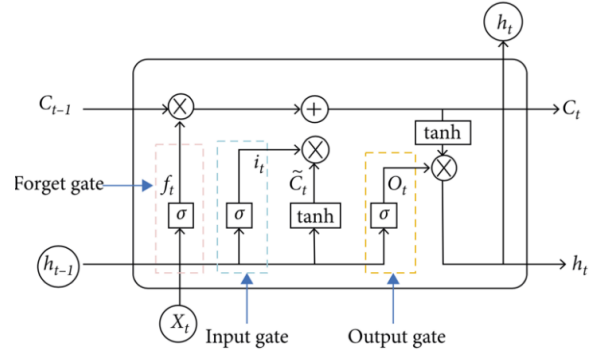 h_t
C_{t-1}
C_t
tanh
Forget gate
f_t
i_t
C̃_t
O_t
σ
σ
tanh
σ
h_{t-1}
h_t
X_t
Input gate
Output gate